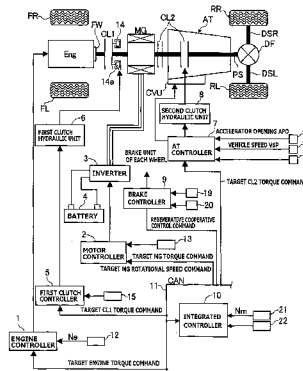 FR
FW
CL1
14
MG
CL2
AT
RR
DSR
Eng
DF
14a
PS
DSL
FL
6
CVU
RL
FIRST CLUTCH
HYDRAULIC UNIT
SECOND CLUTCH
HYDRAULIC UNIT
8
7
3
INVERTER
BRAKE UNIT
OF EACH WHEEL
AT
CONTROLLER
ACCELERATOR OPENING APO
VEHICLE SPEED VSP
4
BATTERY
9
BRAKE
CONTROLLER
19
20
TARGET CL2 TORQUE COMMAND
REGENERATIVE COOPERATIVE
CONTROL COMMAND
2
MOTOR
CONTROLLER
13
TARGET MG TORQUE COMMAND
TARGET MG ROTATIONAL SPEED COMMAND
5
CAN
11
FIRST CLUTCH
CONTROLLER
15
TARGET CL1 TORQUE COMMAND
10
INTEGRATED
CONTROLLER
Nm
21
22
1
ENGINE
CONTROLLER
Ne
12
TARGET ENGINE TORQUE COMMAND